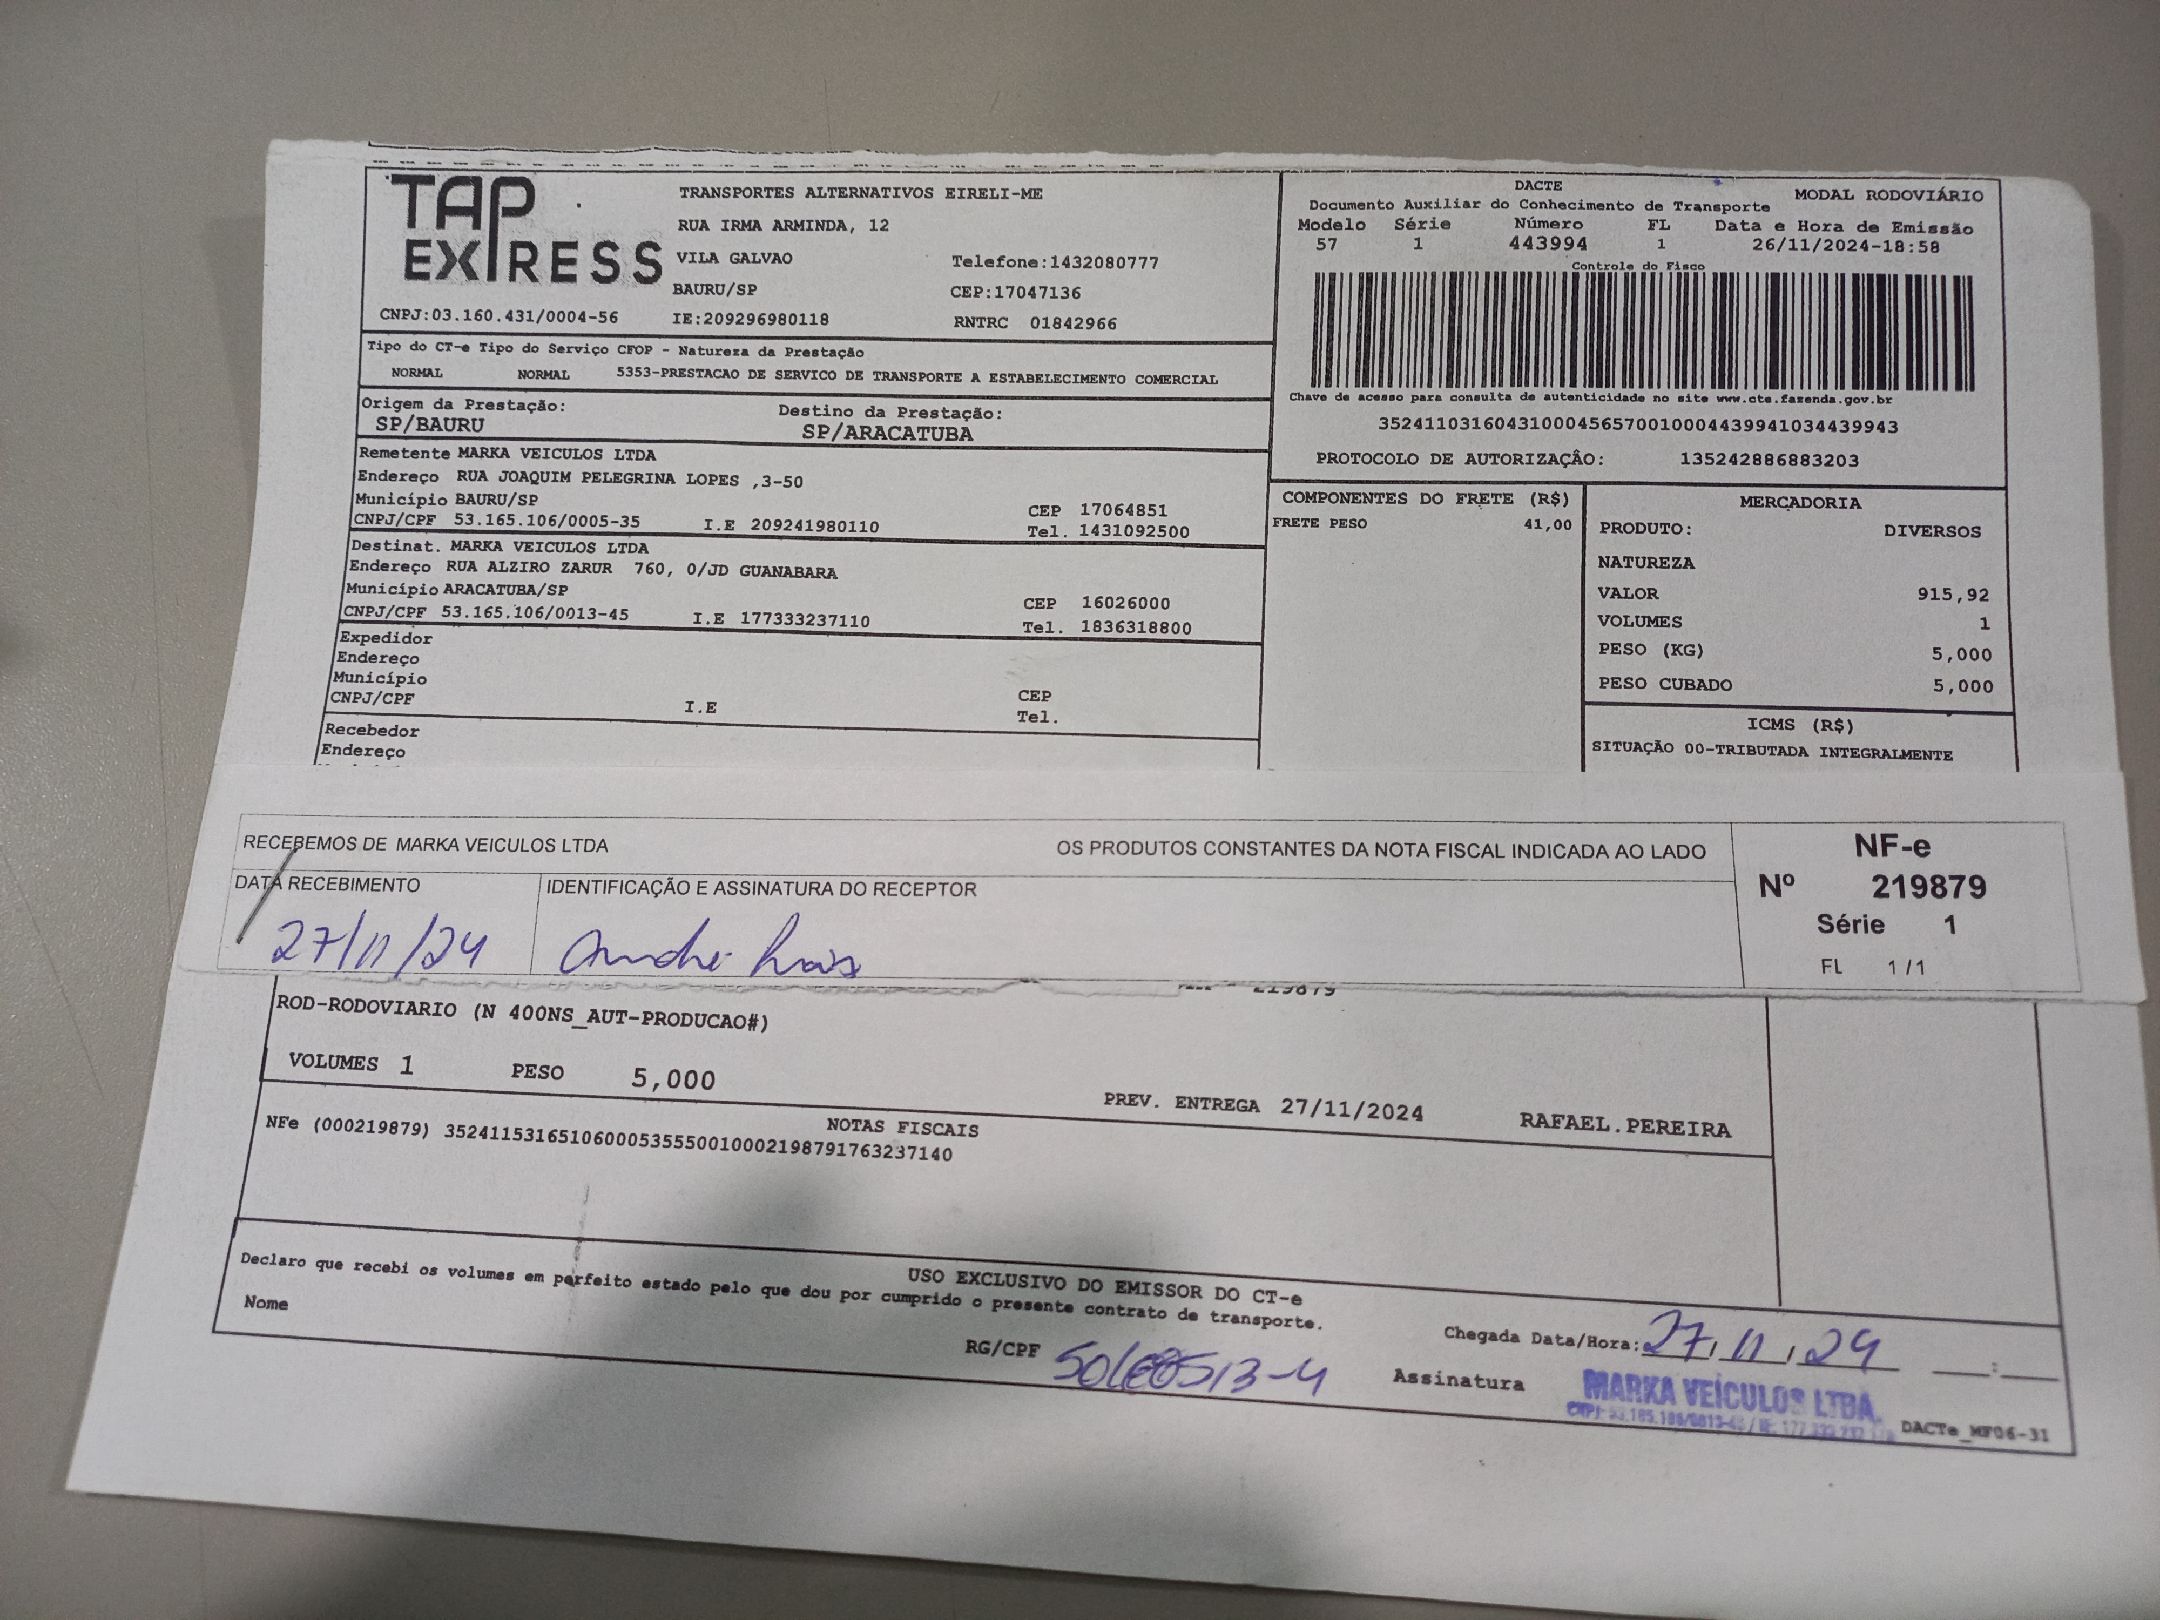 TAP EXPRESS
TRANSPORTES ALTERNATIVOS EIRELI-ME
RUA IRMA ARMINDA, 12
VILA GALVAO Telefone:1432080777
BAURU/SP CEP:17047136
CNPJ:03.160.431/0004-56 IE:209296980118 RNTRC 01842966
DACTE MODAL RODOVIÁRIO
Documento Auxiliar do Conhecimento de Transporte
Modelo Série Número FL Data e Hora de Emissão
57 1 443994 1 26/11/2024-18:58
Controle do Fisco
Chave de acesso para consulta de autenticidade no site www.cte.fazenda.gov.br
35241103160431000456570010004439941034439943
PROTOCOLO DE AUTORIZAÇÂO: 135242886883203
Tipo do CT-e Tipo do Serviço CFOP - Natureza da Prestação
NORMAL NORMAL 5353-PRESTACAO DE SERVICO DE TRANSPORTE A ESTABELECIMENTO COMERCIAL
Origem da Prestação: Destino da Prestação:
SP/BAURU SP/ARACATUBA
Remetente MARKA VEICULOS LTDA
Endereço RUA JOAQUIM PELEGRINA LOPES ,3-50
Município BAURU/SP CEP 17064851
CNPJ/CPF 53.165.106/0005-35 I.E 209241980110 Tel. 1431092500
Destinat. MARKA VEICULOS LTDA
Endereço RUA ALZIRO ZARUR 760, 0/JD GUANABARA
Município ARACATUBA/SP CEP 16026000
CNPJ/CPF 53.165.106/0013-45 I.E 177333237110 Tel. 1836318800
Expedidor
Endereço
Município CEP
CNPJ/CPF I.E Tel.
Recebedor
Endereço
COMPONENTES DO FRETE (R$)
FRETE PESO 41,00
MERCADORIA
PRODUTO: DIVERSOS
NATUREZA
VALOR 915,92
VOLUMES 1
PESO (KG) 5,000
PESO CUBADO 5,000
ICMS (R$)
SITUAÇÃO 00-TRIBUTADA INTEGRALMENTE
RECEBEMOS DE MARKA VEICULOS LTDA OS PRODUTOS CONSTANTES DA NOTA FISCAL INDICADA AO LADO
DATA RECEBIMENTO IDENTIFICAÇÃO E ASSINATURA DO RECEPTOR
27/11/24 André
NF-e
Nº 219879
Série 1
FL 1/1
219879
ROD-RODOVIARIO (N 400NS_AUT-PRODUCAO#)
VOLUMES 1 PESO 5,000
PREV. ENTREGA 27/11/2024 RAFAEL.PEREIRA
NOTAS FISCAIS
NFe (000219879) 35241153165106000535550010002198791763237140
USO EXCLUSIVO DO EMISSOR DO CT-e
Declaro que recebi os volumes em perfeito estado pelo que dou por cumprido o presente contrato de transporte.
Nome RG/CPF Chegada Data/Hora: 27/11/24 :
Assinatura
MARKA VEÍCULOS LTDA.
DACTe_MF06-31